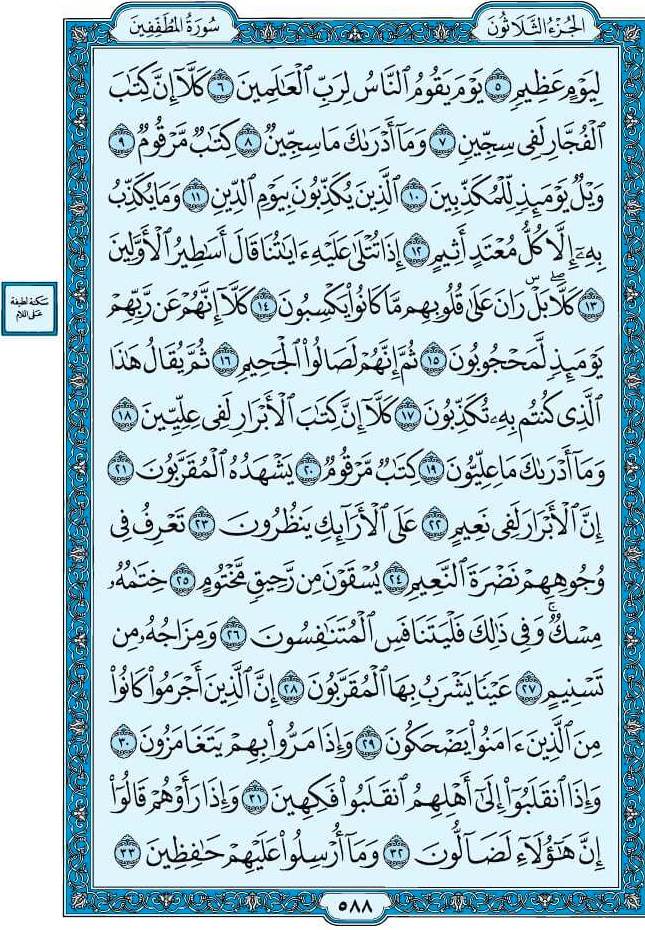 الجُزْءُ الثَّلَاثُونَ
سُورَةُ المُطَفِّفِينَ
لِيَوْمٍ عَظِيمٍ ٥ يَوْمَ يَقُومُ ٱلنَّاسُ لِرَبِّ ٱلْعَٰلَمِينَ ٦ كَلَّآ إِنَّ كِتَٰبَ
ٱلْفُجَّارِ لَفِى سِجِّينٍ ٧ وَمَآ أَدْرَىٰكَ مَا سِجِّينٌ ٨ كِتَٰبٌ مَّرْقُومٌ ٩
وَيْلٌ يَوْمَئِذٍ لِّلْمُكَذِّبِينَ ١٠ ٱلَّذِينَ يُكَذِّبُونَ بِيَوْمِ ٱلدِّينِ ١١ وَمَا يُكَذِّبُ
بِهِۦٓ إِلَّا كُلُّ مُعْتَدٍ أَثِيمٍ ١٢ إِذَا تُتْلَىٰ عَلَيْهِ ءَايَٰتُنَا قَالَ أَسَٰطِيرُ ٱلْأَوَّلِينَ
١٣ كَلَّا ۖ بَلْ ۜ رَانَ عَلَىٰ قُلُوبِهِم مَّا كَانُوا۟ يَكْسِبُونَ ١٤ كَلَّآ إِنَّهُمْ عَن رَّبِّهِمْ
سكتة لطيفة
على اللام
يَوْمَئِذٍ لَّمَحْجُوبُونَ ١٥ ثُمَّ إِنَّهُمْ لَصَالُوا۟ ٱلْجَحِيمِ ١٦ ثُمَّ يُقَالُ هَٰذَا
ٱلَّذِى كُنتُم بِهِۦ تُكَذِّبُونَ ١٧ كَلَّآ إِنَّ كِتَٰبَ ٱلْأَبْرَارِ لَفِى عِلِّيِّينَ ١٨
وَمَآ أَدْرَىٰكَ مَا عِلِّيُّونَ ١٩ كِتَٰبٌ مَّرْقُومٌ ٢٠ يَشْهَدُهُ ٱلْمُقَرَّبُونَ ٢١
إِنَّ ٱلْأَبْرَارَ لَفِى نَعِيمٍ ٢٢ عَلَى ٱلْأَرَآئِكِ يَنظُرُونَ ٢٣ تَعْرِفُ فِى
وُجُوهِهِمْ نَضْرَةَ ٱلنَّعِيمِ ٢٤ يُسْقَوْنَ مِن رَّحِيقٍ مَّخْتُومٍ ٢٥ خِتَٰمُهُۥ
مِسْكٌ ۚ وَفِى ذَٰلِكَ فَلْيَتَنَافَسِ ٱلْمُتَنَٰفِسُونَ ٢٦ وَمِزَاجُهُۥ مِن
تَسْنِيمٍ ٢٧ عَيْنًا يَشْرَبُ بِهَا ٱلْمُقَرَّبُونَ ٢٨ إِنَّ ٱلَّذِينَ أَجْرَمُوا۟ كَانُوا۟
مِنَ ٱلَّذِينَ ءَامَنُوا۟ يَضْحَكُونَ ٢٩ وَإِذَا مَرُّوا۟ بِهِمْ يَتَغَامَزُونَ ٣٠
وَإِذَا ٱنقَلَبُوٓا۟ إِلَىٰٓ أَهْلِهِمُ ٱنقَلَبُوا۟ فَكِهِينَ ٣١ وَإِذَا رَأَوْهُمْ قَالُوٓا۟
إِنَّ هَٰٓؤُلَآءِ لَضَآلُّونَ ٣٢ وَمَآ أُرْسِلُوا۟ عَلَيْهِمْ حَٰفِظِينَ ٣٣
٥٨٨